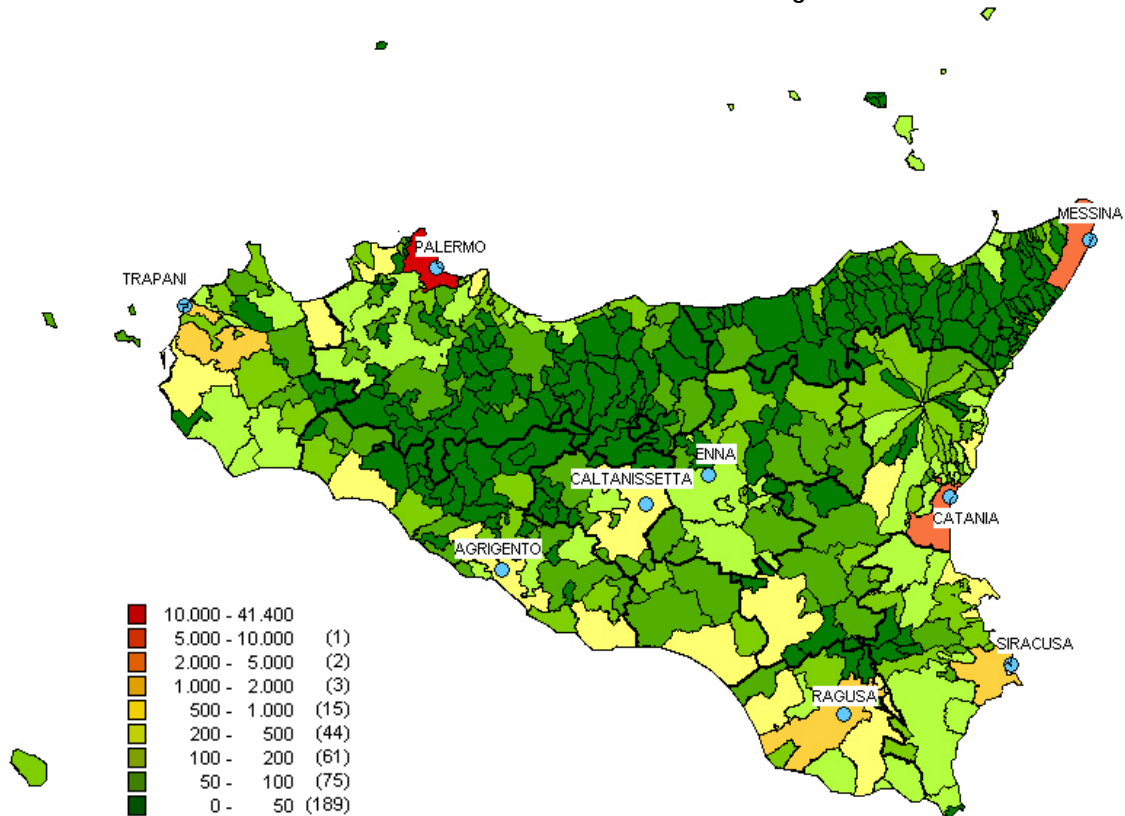 MESSINA
PALERMO
TRAPANI
ENNA
CALTANISSETTA
CATANIA
AGRIGENTO
SIRACUSA
RAGUSA
10.000 - 41.400
5.000 - 10.000 (1)
2.000 - 5.000 (2)
1.000 - 2.000 (3)
500 - 1.000 (15)
200 - 500 (44)
100 - 200 (61)
50 - 100 (75)
0 - 50 (189)